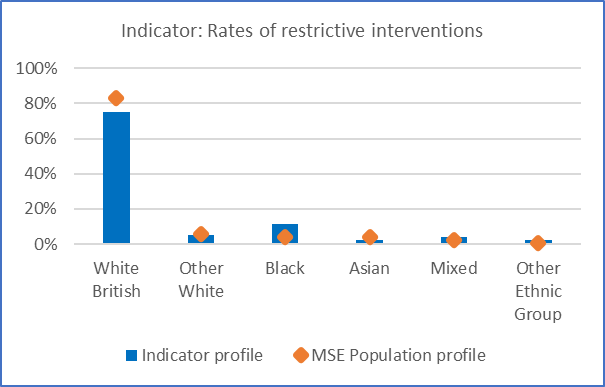 Indicator: Rates of restrictive interventions
100%
80%
60%
40%
20%
0%
White British
Other White
Black
Asian
Mixed
Other Ethnic Group
Indicator profile
MSE Population profile